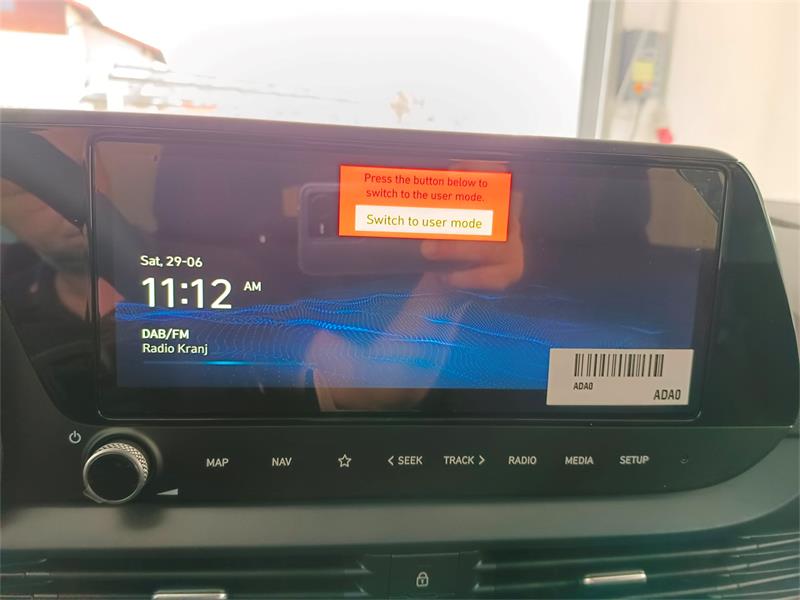 Press the button below to
switch to the user mode.
Switch to user mode
Sat, 29-06
11:12 AM
DAB/FM
Radio Kranj
ADA0
ADA0
MAP
NAV
SEEK
TRACK
RADIO
MEDIA
SETUP